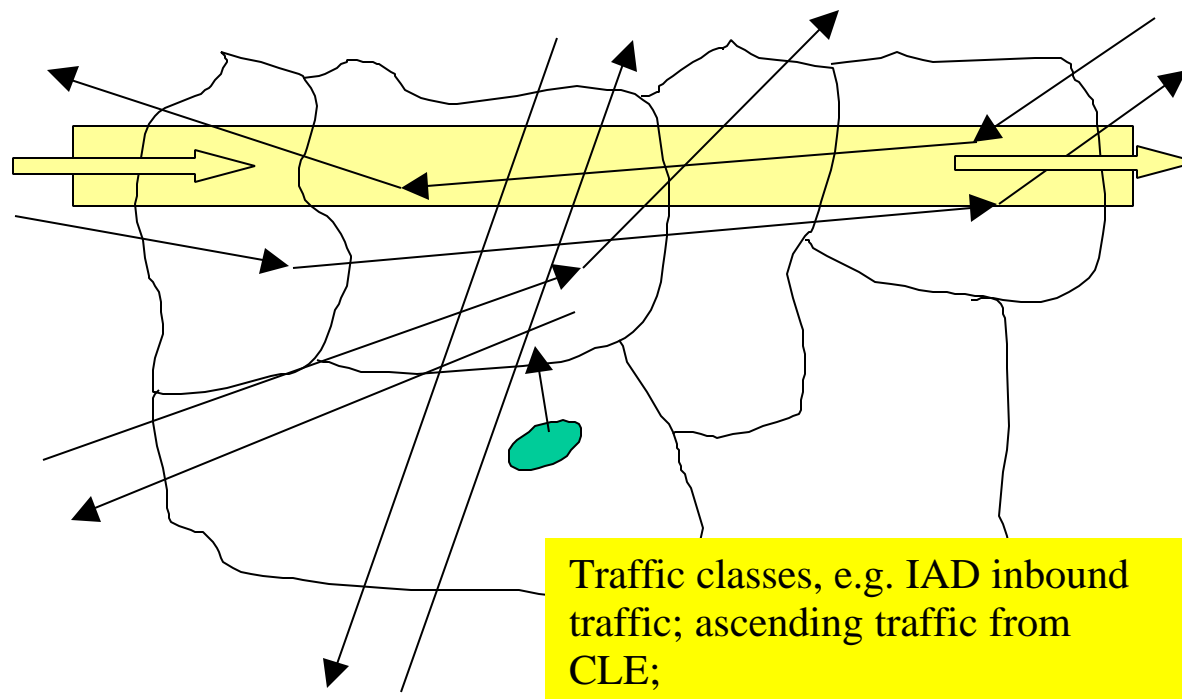 Traffic classes, e.g. IAD inbound
traffic; ascending traffic from
CLE;